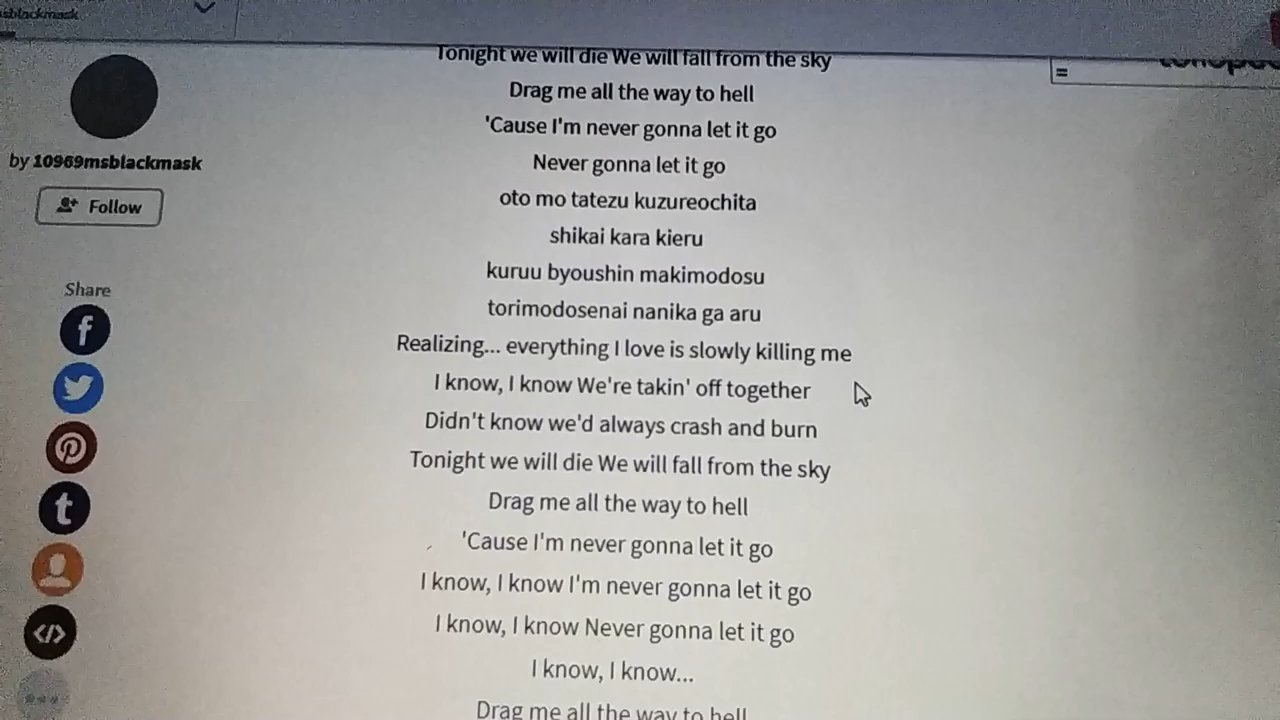 sblackmask
by 10969msblackmask
Follow
Share
Tonight we will die We will fall from the sky
Drag me all the way to hell
'Cause I'm never gonna let it go
Never gonna let it go
oto mo tatezu kuzureochita
shikai kara kieru
kuruu byoushin makimodosu
torimodosenai nanika ga aru
Realizing... everything I love is slowly killing me
I know, I know We're takin' off together
Didn't know we'd always crash and burn
Tonight we will die We will fall from the sky
Drag me all the way to hell
'Cause I'm never gonna let it go
I know, I know I'm never gonna let it go
I know, I know Never gonna let it go
I know, I know...
Drag me all the way to hell